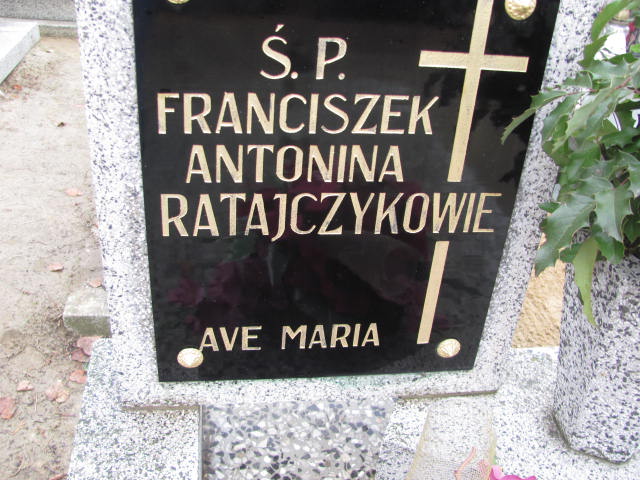 Ś. P.
FRANCISZEK
ANTONINA
RATAJCZYKOWIE
AVE MARIA